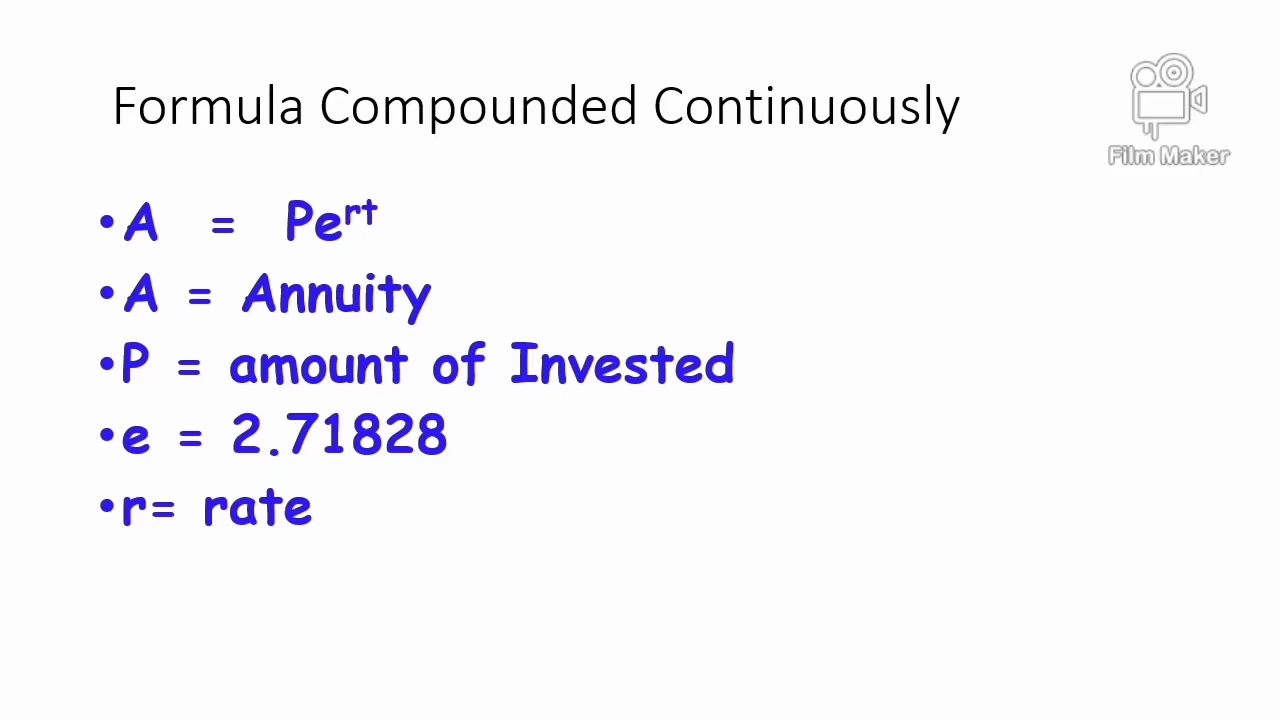 Formula Compounded Continuously
Film Maker
•A = Pe^rt
•A = Annuity
•P = amount of Invested
•e = 2.71828
•r= rate